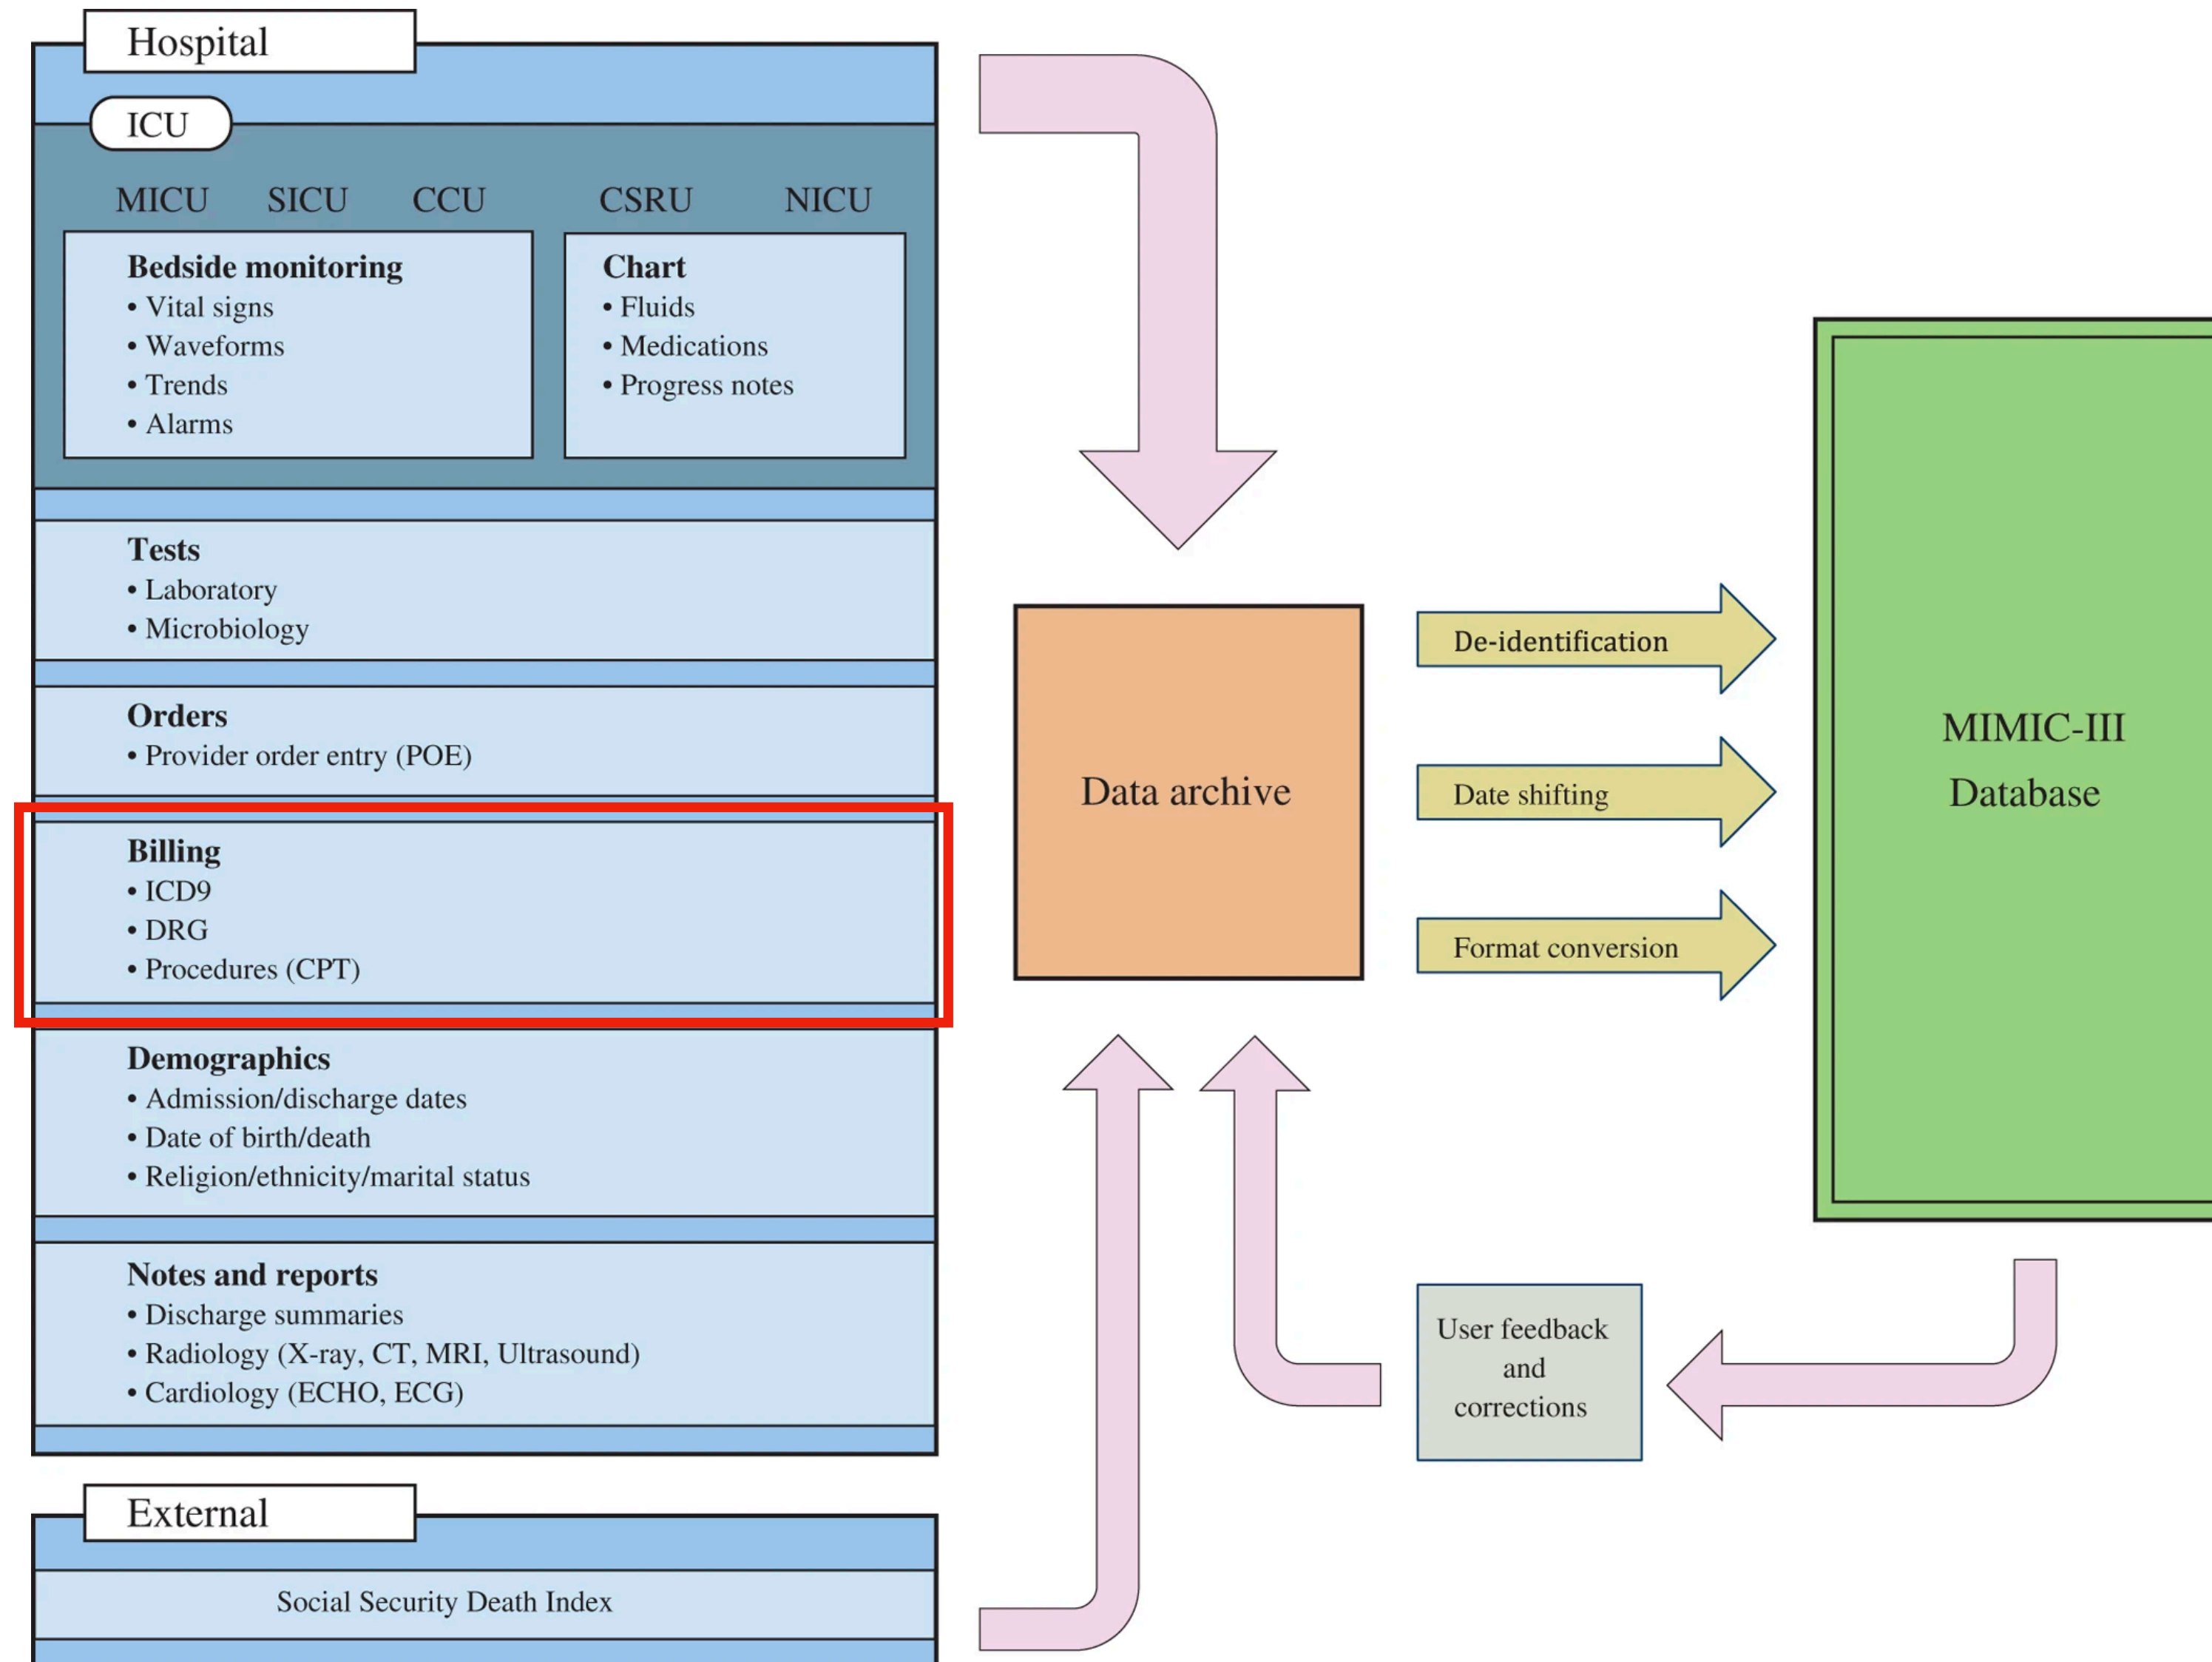 Hospital
ICU
MICU SICU CCU CSRU NICU
Bedside monitoring
• Vital signs
• Waveforms
• Trends
• Alarms
Chart
• Fluids
• Medications
• Progress notes
Tests
• Laboratory
• Microbiology
Orders
• Provider order entry (POE)
Billing
• ICD9
• DRG
• Procedures (CPT)
Demographics
• Admission/discharge dates
• Date of birth/death
• Religion/ethnicity/marital status
Notes and reports
• Discharge summaries
• Radiology (X-ray, CT, MRI, Ultrasound)
• Cardiology (ECHO, ECG)
External
Social Security Death Index
Data archive
De-identification
Date shifting
Format conversion
MIMIC-III
Database
User feedback
and
corrections